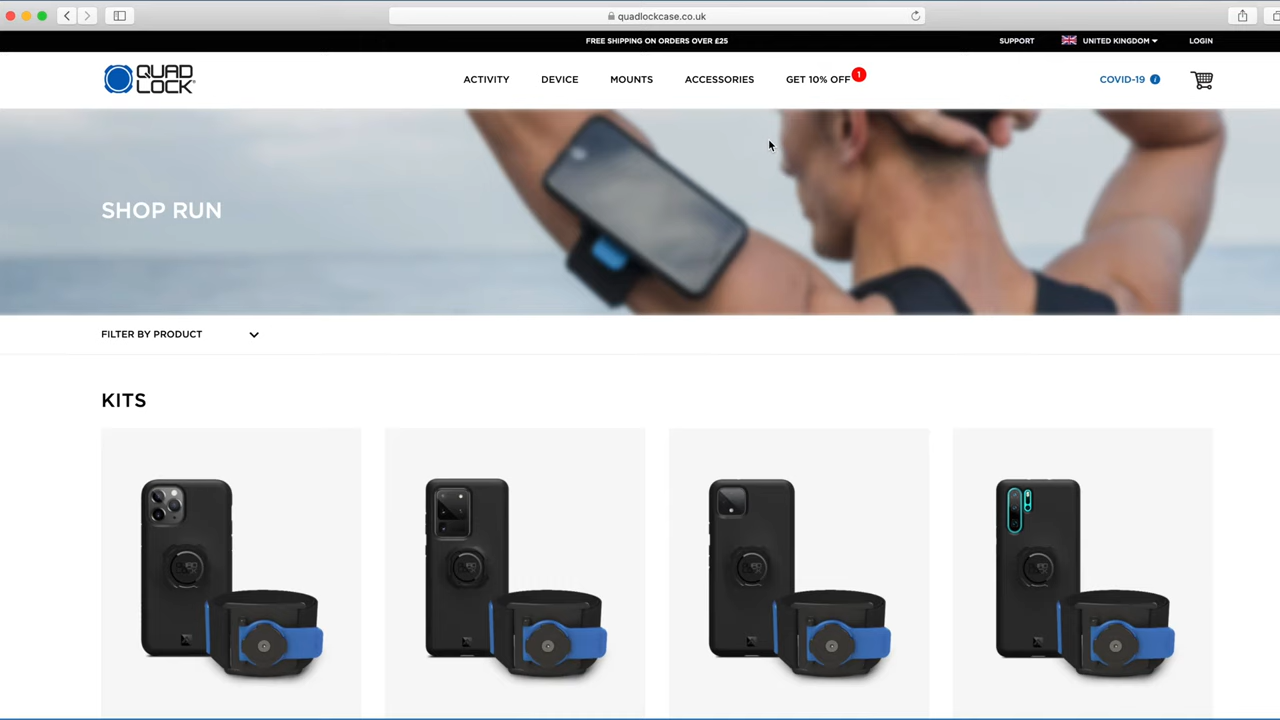 quadlockcase.co.uk
FREE SHIPPING ON ORDERS OVER £25
SUPPORT
UNITED KINGDOM
LOGIN
QUAD
LOCK
ACTIVITY
DEVICE
MOUNTS
ACCESSORIES
GET 10% OFF
1
COVID-19
SHOP RUN
FILTER BY PRODUCT
KITS